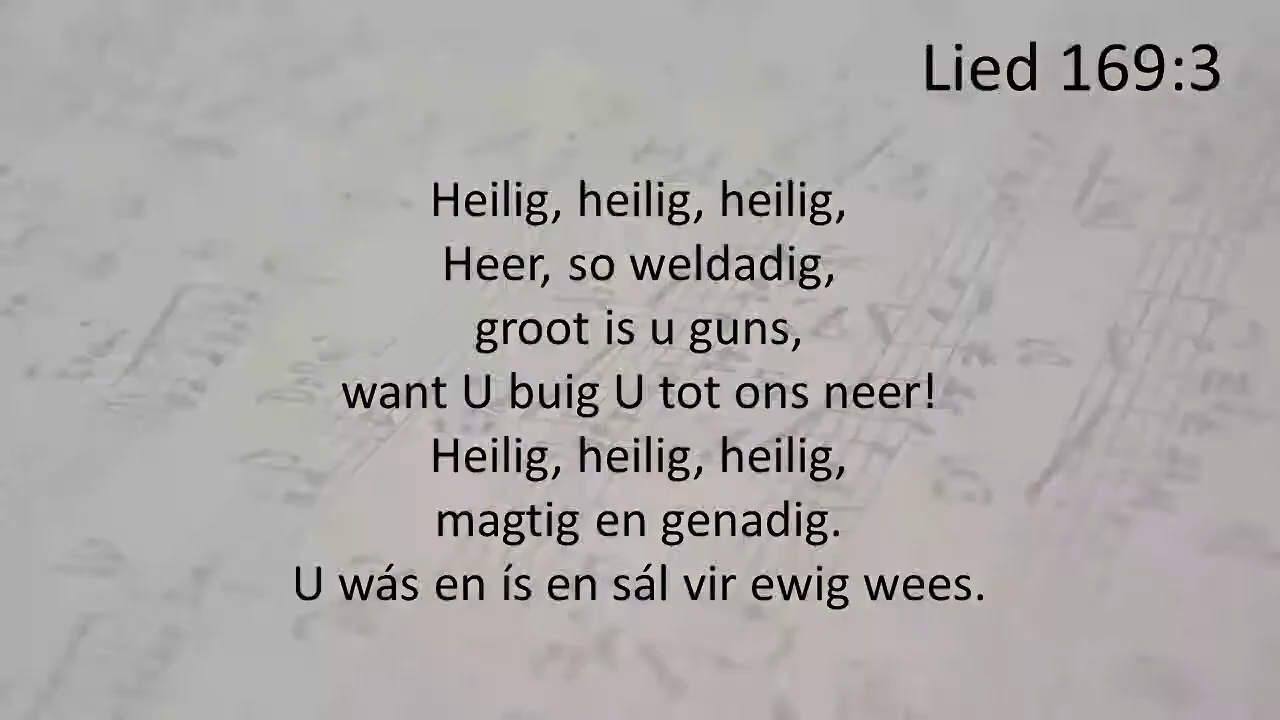 Lied 169:3
Heilig, heilig, heilig,
Heer, so weldadig,
groot is u guns,
want U buig U tot ons neer!
Heilig, heilig, heilig,
magtig en genadig.
U wás en ís en sál vir ewig wees.